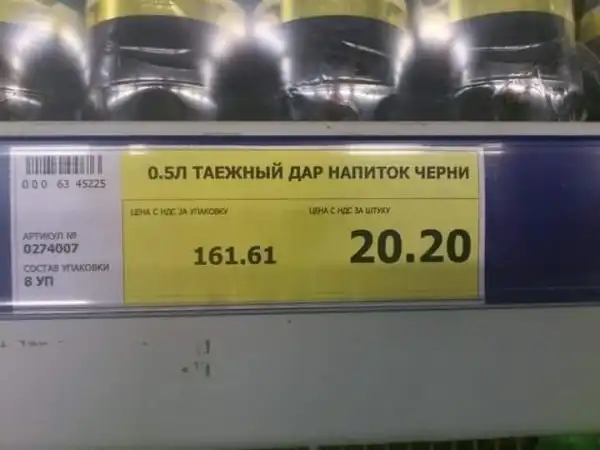 0.5Л ТАЕЖНЫЙ ДАР НАПИТОК ЧЕРНИ
000 63 45225
ЦЕНА С НДС ЗА УПАКОВКУ
ЦЕНА С НДС ЗА ШТУКУ
161.61
20.20
АРТИКУЛ №
0274007
СОСТАВ УПАКОВКИ
8 УП